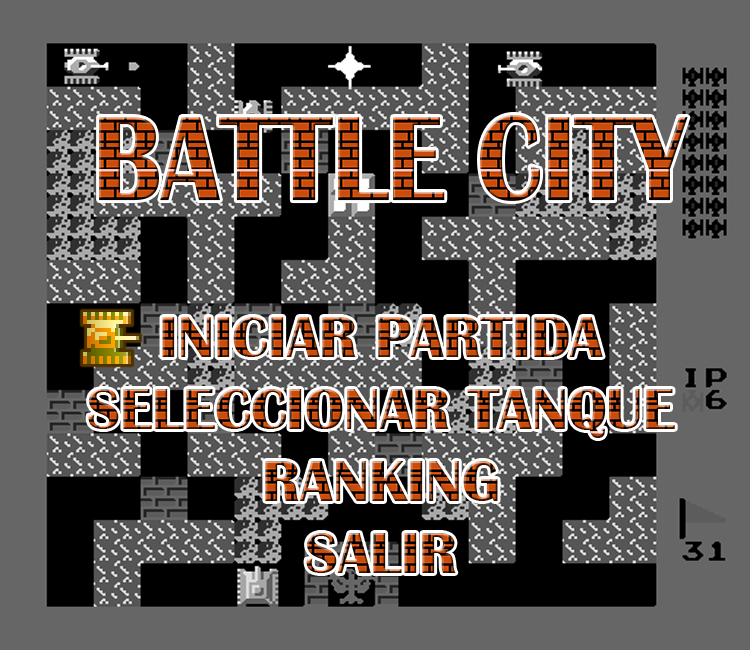 BATTLE CITY
INICIAR PARTIDA
IP
6
SELECCIONAR TANQUE
RANKING
SALIR
31